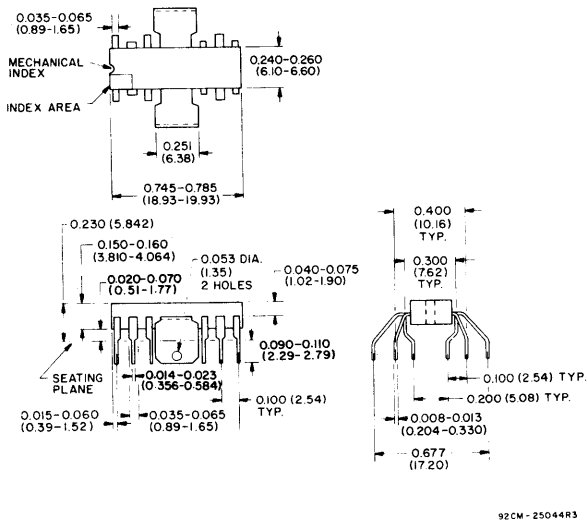 0.035-0.065
(0.89-1.65)
MECHANICAL
INDEX
INDEX AREA
0.240-0.260
(6.10-6.60)
0.251
(6.38)
0.745-0.785
(18.93-19.93)
0.230 (5.842)
0.150-0.160
(3.810-4.064)
0.020-0.070
(0.51-1.77)
0.053 DIA.
(1.35)
2 HOLES
0.040-0.075
(1.02-1.90)
0.090-0.110
(2.29-2.79)
SEATING
PLANE
0.014-0.023
(0.356-0.584)
0.100 (2.54)
TYP.
0.015-0.060
(0.39-1.52)
0.035-0.065
(0.89-1.65)
0.400
(10.16)
TYP.
0.300
(7.62)
TYP.
0.100 (2.54) TYP.
0.200 (5.08) TYP.
0.008-0.013
(0.204-0.330)
0.677
(17.20)
92CM-25044R3